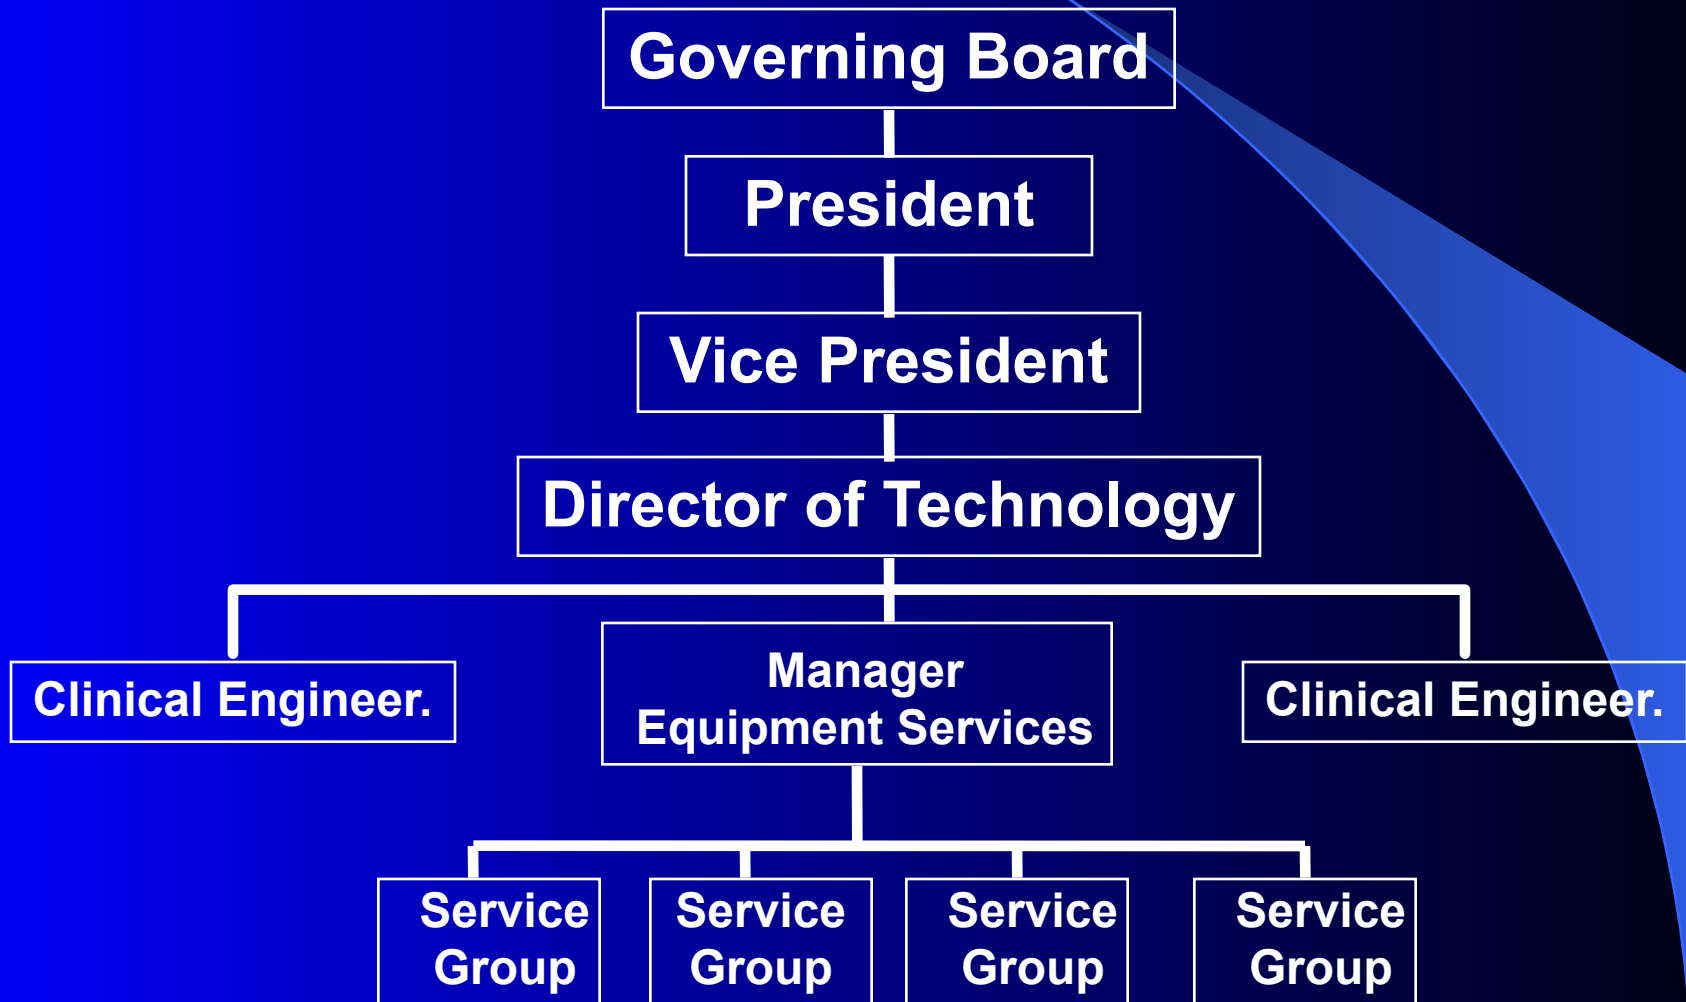 Governing Board
President
Vice President
Director of Technology
Clinical Engineer.
Manager
Equipment Services
Clinical Engineer.
Service
Group
Service
Group
Service
Group
Service
Group